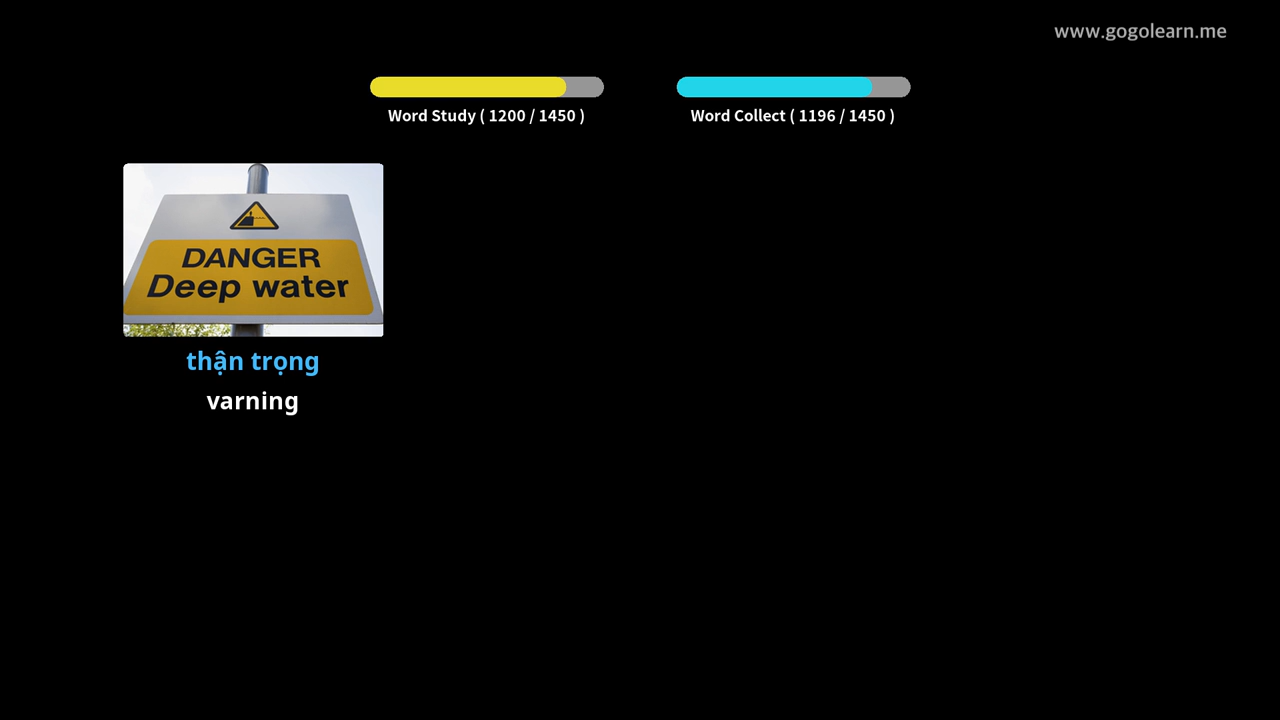 www.gogolearn.me
Word Study ( 1200 / 1450 )
Word Collect ( 1196 / 1450 )
DANGER
Deep water
thận trọng
varning